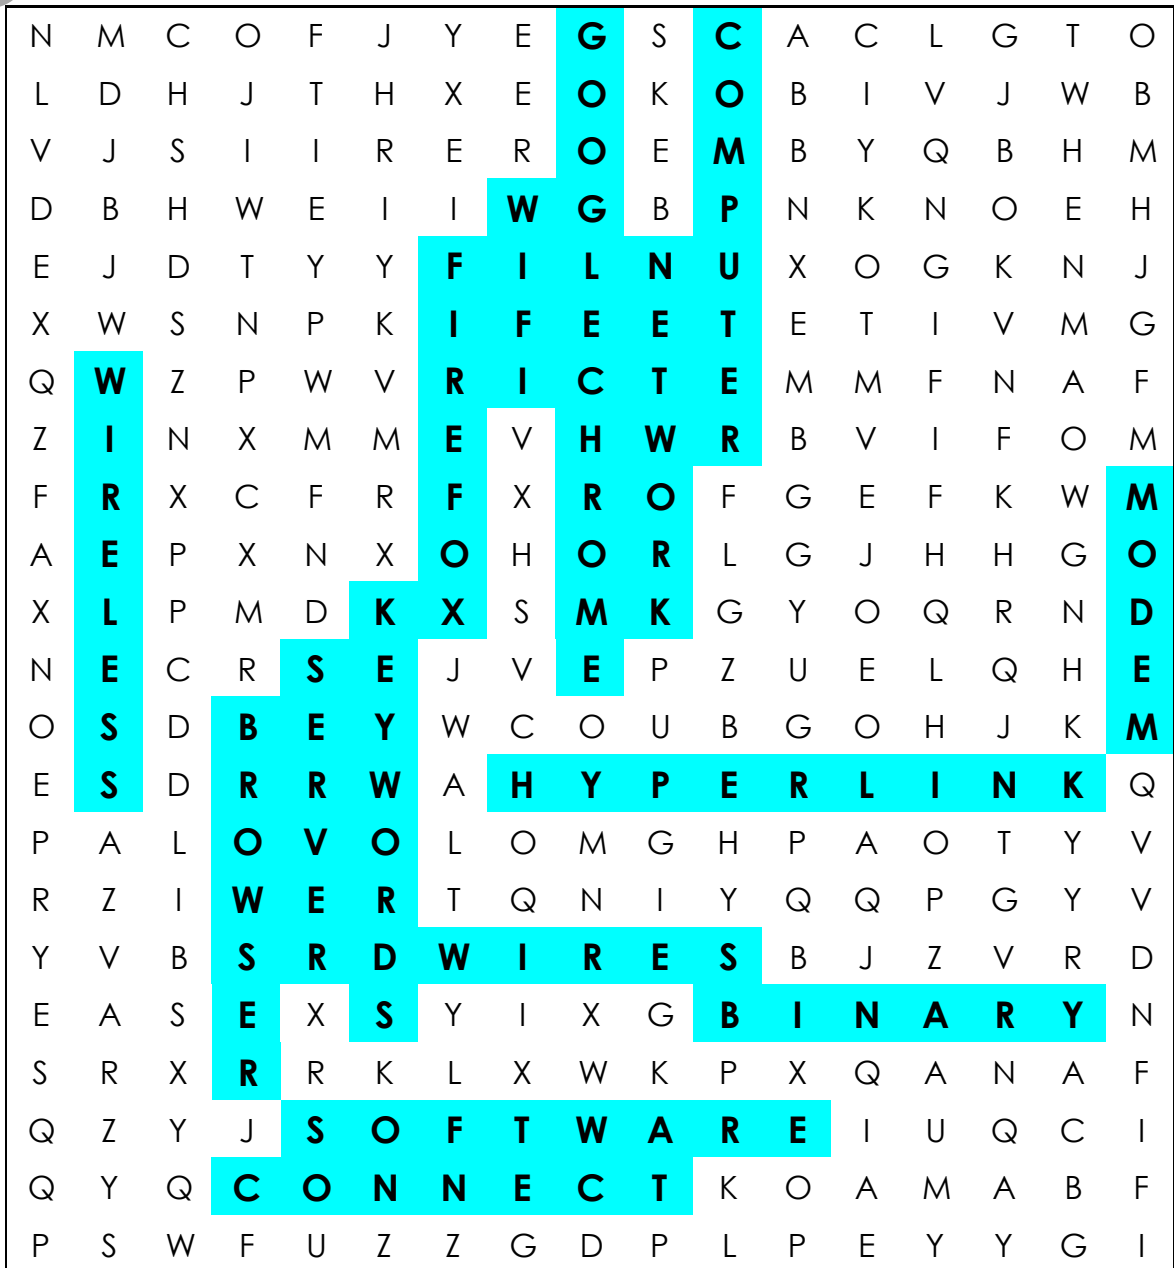 N M C O F J Y E G S C A C L G T O
L D H J T H X E O K O B I V J W B
V J S I I R E R O E M B Y Q B H M
D B H W E I I W G B P N K N O E H
E J D T Y Y F I L N U X O G K N J
X W S N P K I F E E T E T I V M G
Q W Z P W V R I C T E M M F N A F
Z I N X M M E V H W R B V I F O M
F R X C F R F X R O F G E F K W M
A E P X N X O H O R L G J H H G O
X L P M D K X S M K G Y O Q R N D
N E C R S E J V E P Z U E L Q H E
O S D B E Y W C O U B G O H J K M
E S D R R W A H Y P E R L I N K Q
P A L O V O L O M G H P A O T Y V
R Z I W E R T Q N I Y Q Q P G Y V
Y V B S R D W I R E S B J Z V R D
E A S E X S Y I X G B I N A R Y N
S R X R R K L X W K P X Q A N A F
Q Z Y J S O F T W A R E I U Q C I
Q Y Q C O N N E C T K O A M A B F
P S W F U Z Z G D P L P E Y Y G I